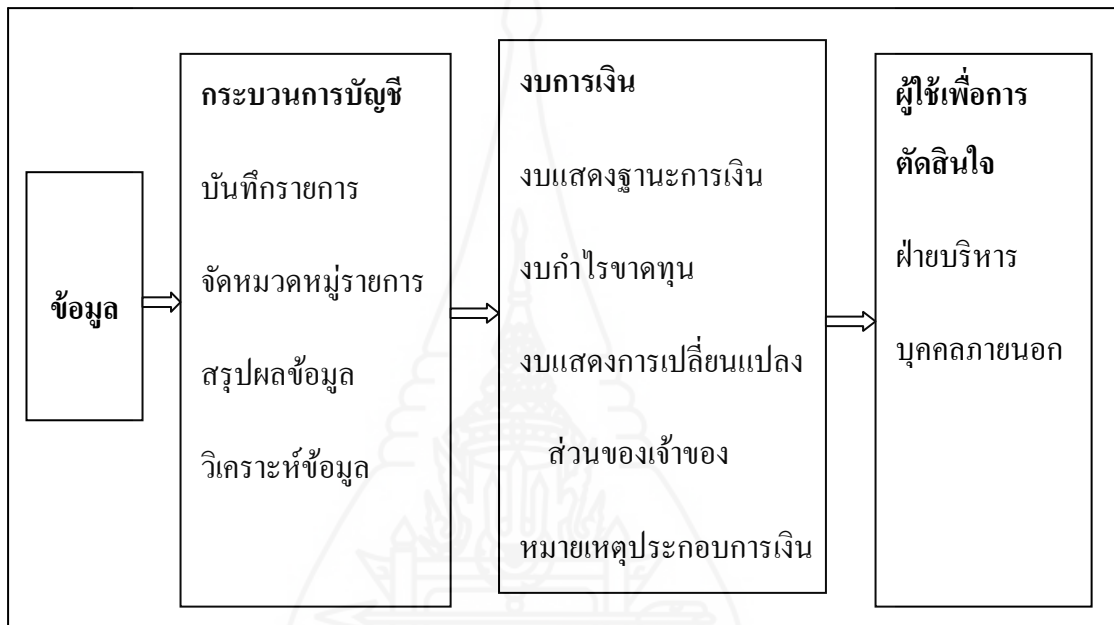 ข้อมูล
กระบวนการบัญชี
บันทึกรายการ
จัดหมวดหมู่รายการ
สรุปผลข้อมูล
วิเคราะห์ข้อมูล
งบการเงิน
งบแสดงฐานะการเงิน
งบกำไรขาดทุน
งบแสดงการเปลี่ยนแปลง
ส่วนของเจ้าของ
หมายเหตุประกอบการเงิน
ผู้ใช้เพื่อการ
ตัดสินใจ
ฝ่ายบริหาร
บุคคลภายนอก